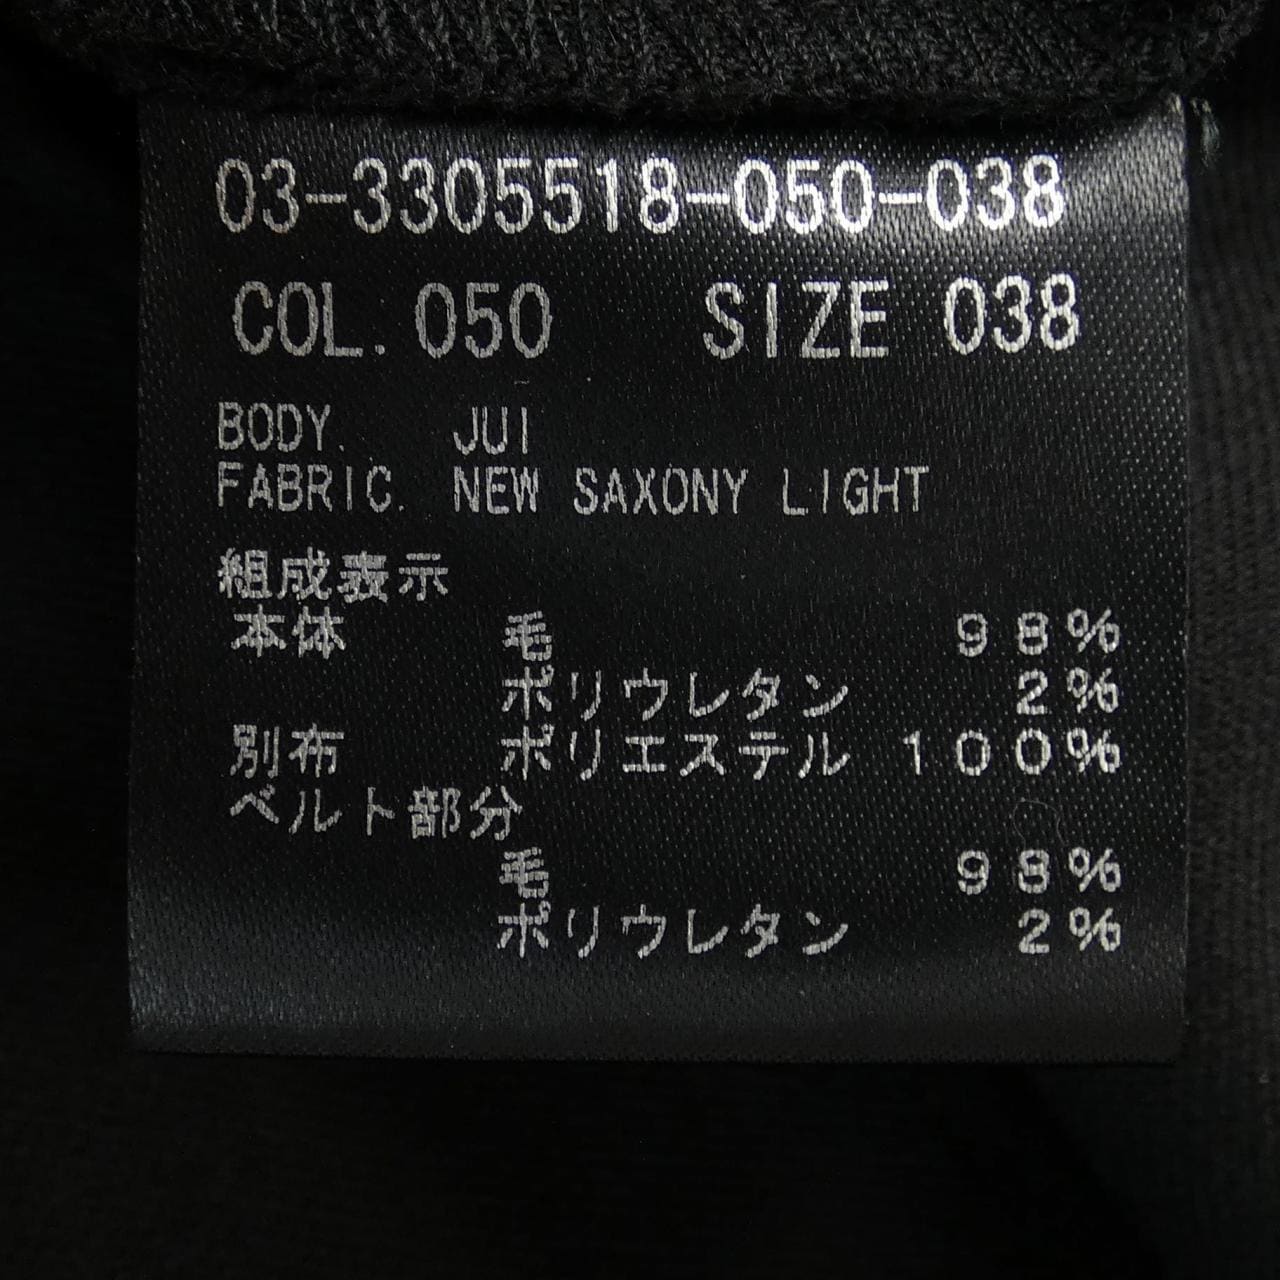 03-3305518-050-038
COL. 050 SIZE 038
BODY. JUI
FABRIC. NEW SAXONY LIGHT
組成表示
本体 毛 98%
ポリウレタン 2%
別布 ポリエステル 100%
ベルト部分
毛 98%
ポリウレタン 2%